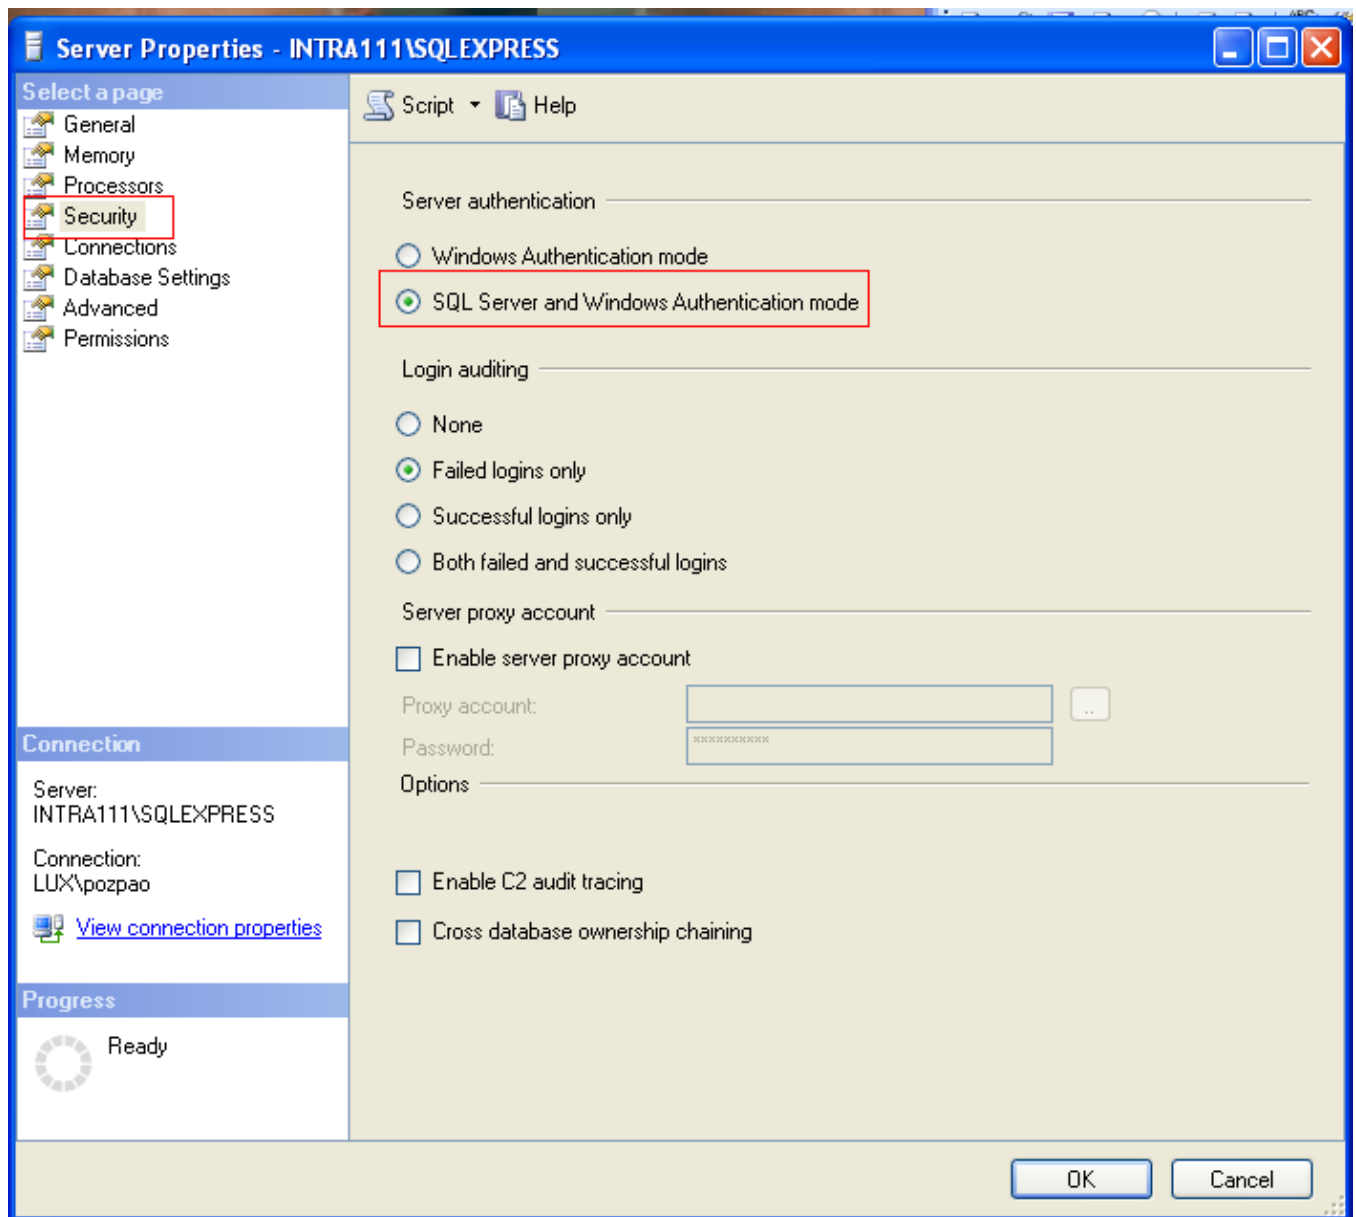 Server Properties - INTRA111\SQLEXPRESS
Select a page
General
Memory
Processors
Security
Connections
Database Settings
Advanced
Permissions
Connection
Server:
INTRA111\SQLEXPRESS
Connection:
LUX\pozpao
View connection properties
Progress
Ready
Script
Help
Server authentication
Windows Authentication mode
SQL Server and Windows Authentication mode
Login auditing
None
Failed logins only
Successful logins only
Both failed and successful logins
Server proxy account
Enable server proxy account
Proxy account:
..
Password:
**********
Options
Enable C2 audit tracing
Cross database ownership chaining
OK
Cancel